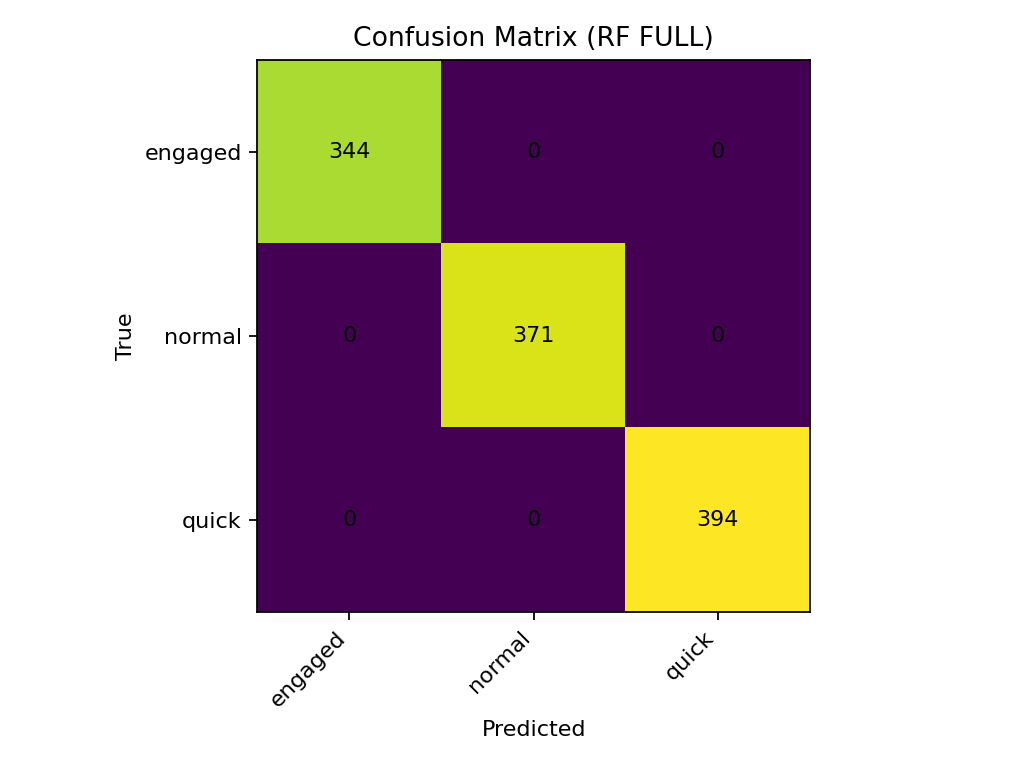 Confusion Matrix (RF FULL)
engaged 344 0 0
normal 0 371 0
quick 0 0 394
engaged normal quick
True
Predicted